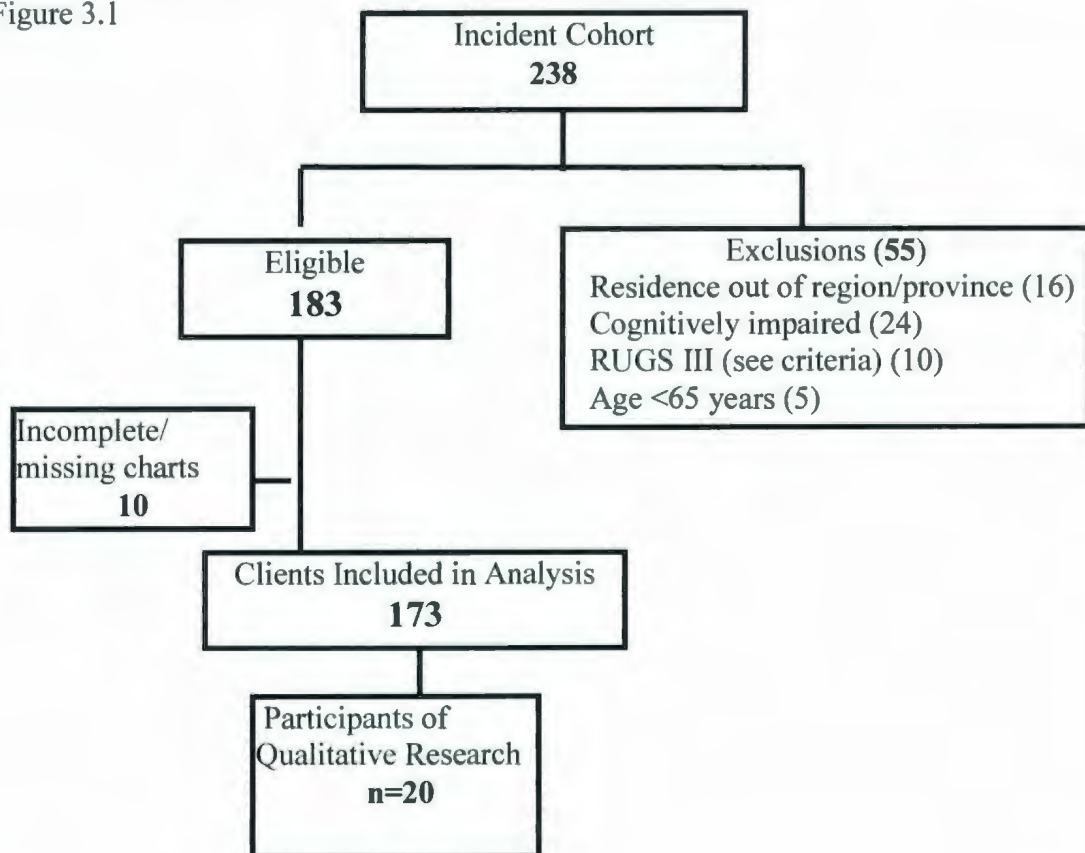 Figure 3.1
Incident Cohort
238
Eligible
183
Exclusions (55)
Residence out of region/province (16)
Cognitively impaired (24)
RUGS III (see criteria) (10)
Age <65 years (5)
Incomplete/
missing charts
10
Clients Included in Analysis
173
Participants of
Qualitative Research
n=20